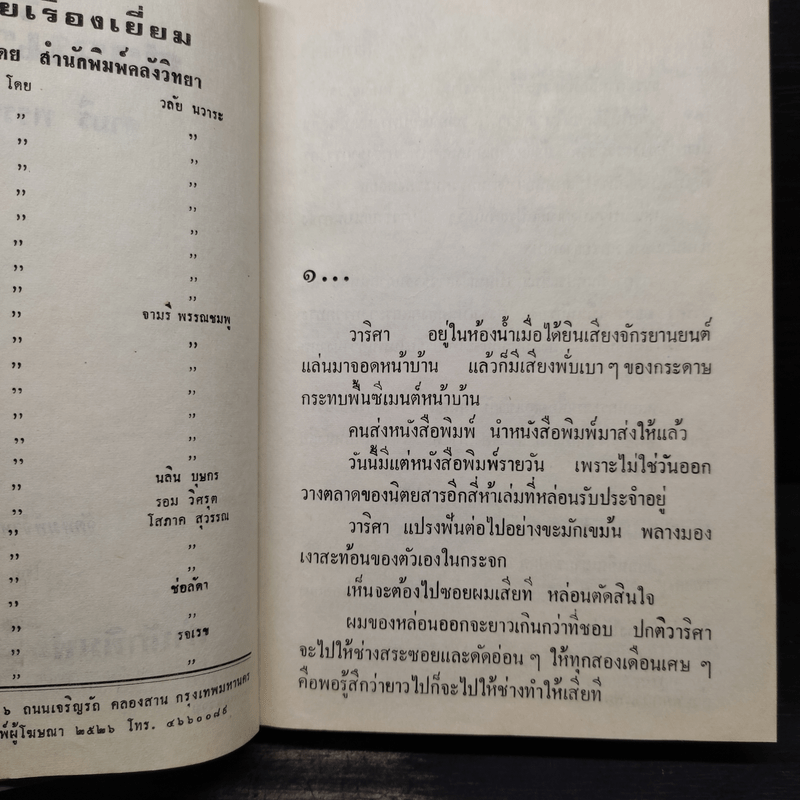 ยเรื่องเยี่ยม
ดย สำนักพิมพ์คลังวิทยา
โดย วลัย นวาระ
,, ,,
,, ,,
,, ,,
,, ,,
,, ,,
,, ,,
,, ,,
,, ,,
,, จามรี พรรณชมพู
,, ,,
,, ,,
,, ,,
,, ,,
,, ,,
,, ,,
,, นลิน บุษกร
,, รอม วิศรุต
,, โสภาค สุวรรณ
,, ,,
,, ,,
,, ช่อลัดา
,, ,,
,, รจเรข
,, ,,
๖ ถนนเจริญรัถ คลองสาน กรุงเทพมหานคร
พ์ผู้โฆษณา ๒๕๒๖ โทร. ๔๖๖๐๐๘๙
๑...
วาริศา อยู่ในห้องน้ำเมื่อได้ยินเสียงจักรยานยนต์
แล่นมาจอดหน้าบ้าน แล้วก็มีเสียงพั่บเบา ๆ ของกระดาษ
กระทบพื้นซีเมนต์หน้าบ้าน
คนส่งหนังสือพิมพ์ นำหนังสือพิมพ์มาส่งให้แล้ว
วันนี้มีแต่หนังสือพิมพ์รายวัน เพราะไม่ใช่วันออก
วางตลาดของนิตยสารอีกสี่ห้าเล่มที่หล่อนรับประจำอยู่
วาริศา แปรงฟันต่อไปอย่างขะมักเขม้น พลางมอง
เงาสะท้อนของตัวเองในกระจก
เห็นจะต้องไปซอยผมเสียที หล่อนตัดสินใจ
ผมของหล่อนออกจะยาวเกินกว่าที่ชอบ ปกติวาริศา
จะไปให้ช่างสระซอยและดัดอ่อน ๆ ให้ทุกสองเดือนเศษ ๆ
คือพอรู้สึกว่ายาวไปก็จะไปให้ช่างทำให้เสียที